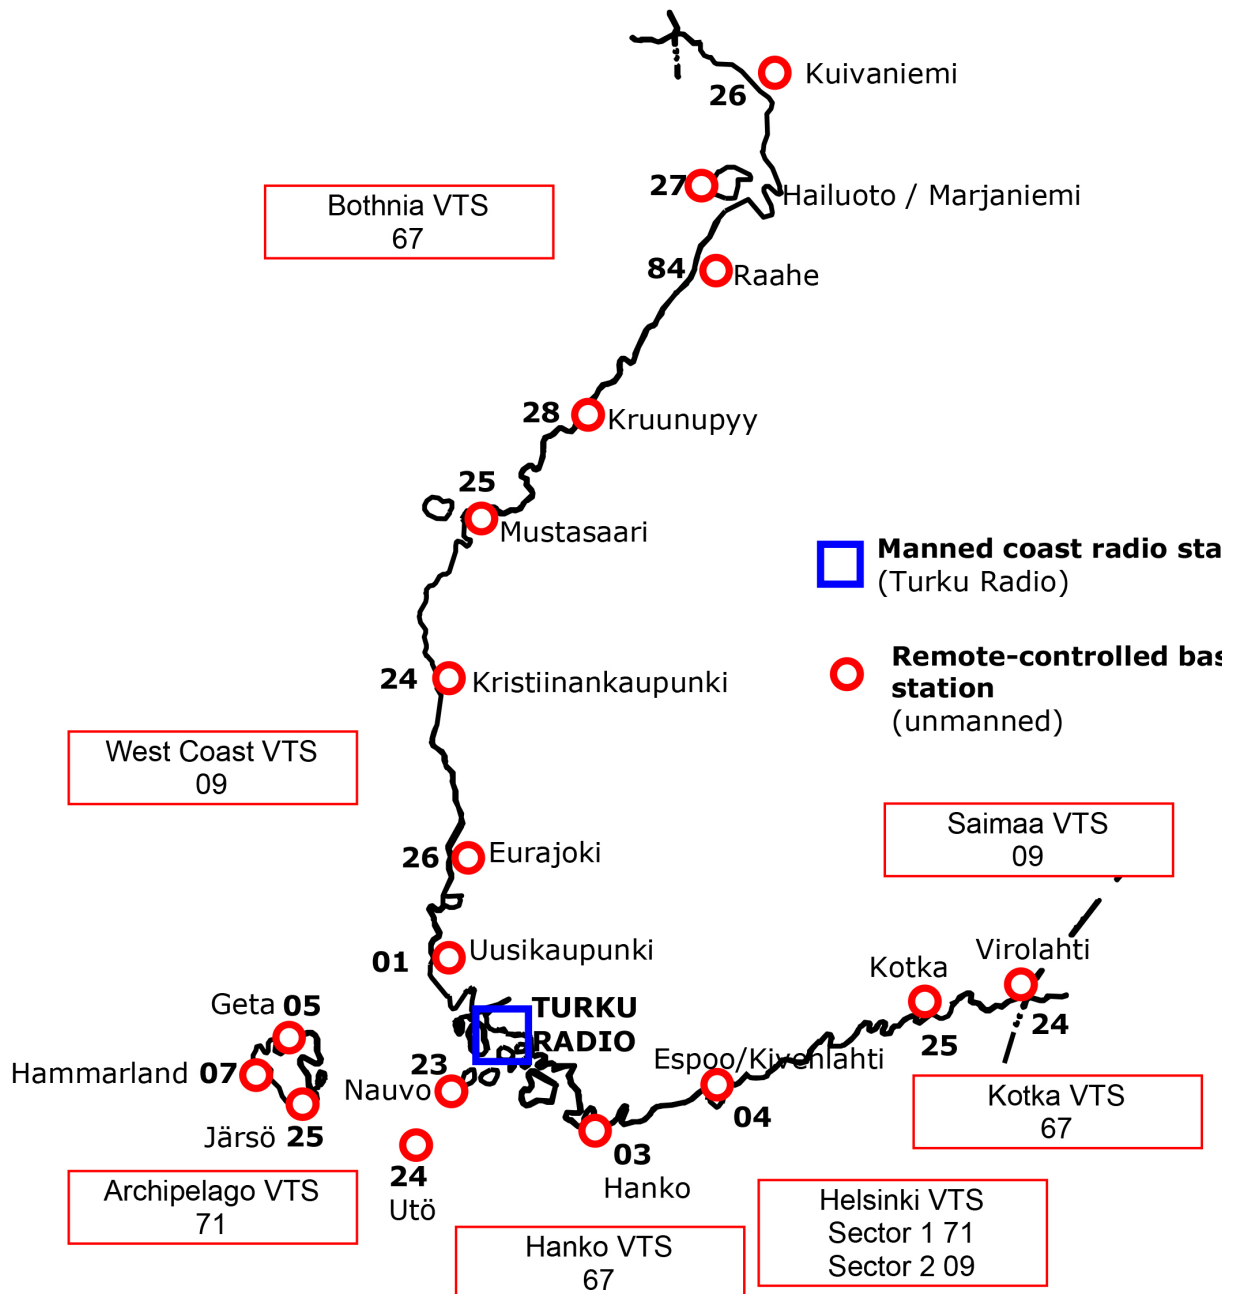 Kuivaniemi
26
27
Hailuoto / Marjaniemi
Bothnia VTS
67
84
Raahe
28
Kruunupyy
25
Mustasaari
Manned coast radio sta
(Turku Radio)
24
Kristiinankaupunki
Remote-controlled bas
station
(unmanned)
West Coast VTS
09
Saimaa VTS
09
26
Eurajoki
01
Uusikaupunki
Virolahti
Kotka
Geta 05
TURKU
RADIO
25
24
Hammarland 07
23
Nauvo
Espoo/Kivenlahti
04
Kotka VTS
67
Järsö 25
03
Hanko
24
Utö
Archipelago VTS
71
Hanko VTS
67
Helsinki VTS
Sector 1 71
Sector 2 09